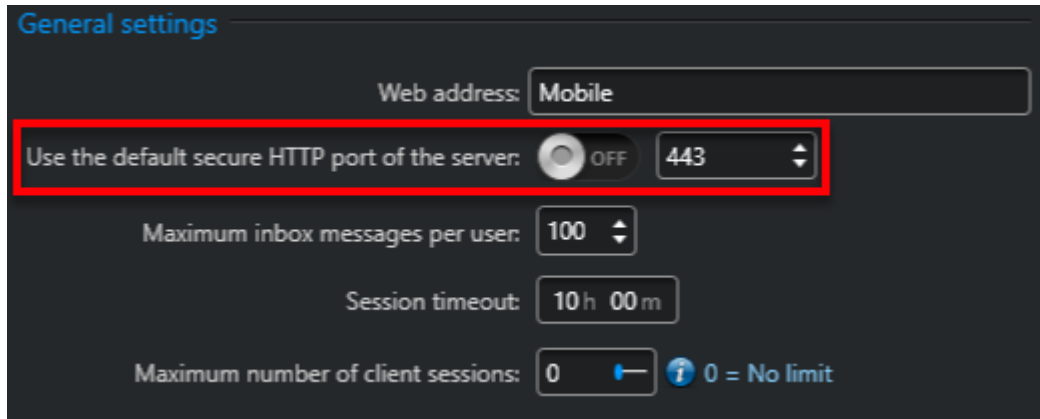 General settings
Web address: Mobile
Use the default secure HTTP port of the server: OFF 443
Maximum inbox messages per user: 100
Session timeout: 10 h 00 m
Maximum number of client sessions: 0 i 0 = No limit